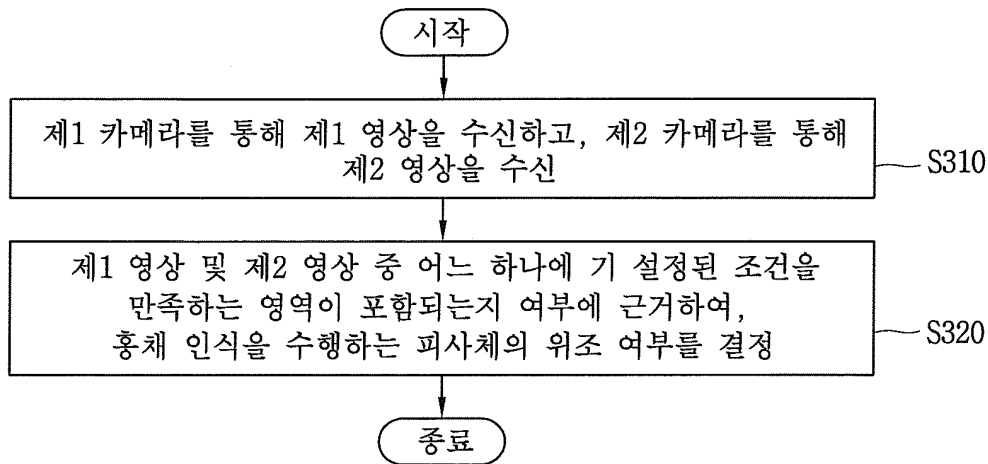 시작
제1 카메라를 통해 제1 영상을 수신하고, 제2 카메라를 통해
제2 영상을 수신
S310
제1 영상 및 제2 영상 중 어느 하나에 기 설정된 조건을
만족하는 영역이 포함되는지 여부에 근거하여,
홍채 인식을 수행하는 피사체의 위조 여부를 결정
S320
종료